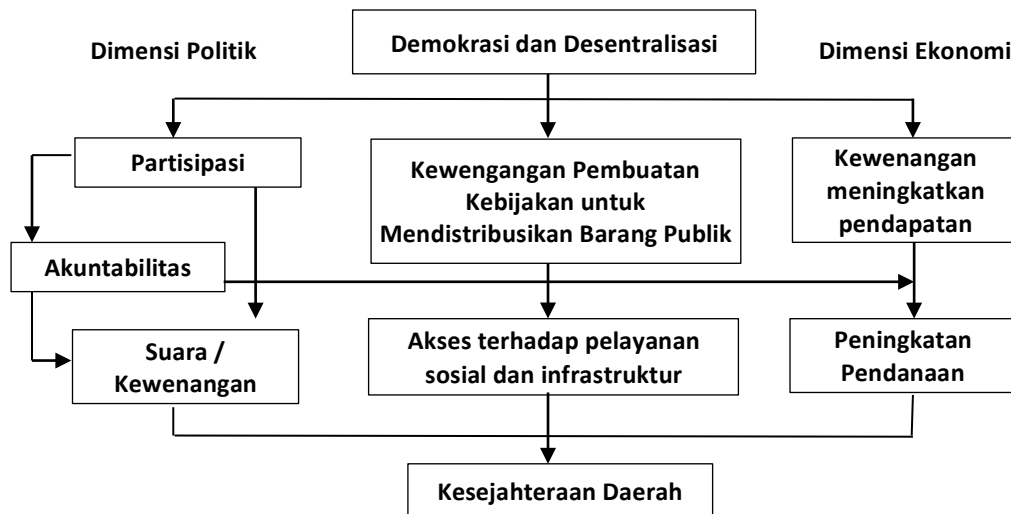 Dimensi Politik
Demokrasi dan Desentralisasi
Dimensi Ekonomi
Partisipasi
Kewengangan Pembuatan
Kebijakan untuk
Mendistribusikan Barang Publik
Kewenangan
meningkatkan
pendapatan
Akuntabilitas
Suara /
Kewenangan
Akses terhadap pelayanan
sosial dan infrastruktur
Peningkatan
Pendanaan
Kesejahteraan Daerah